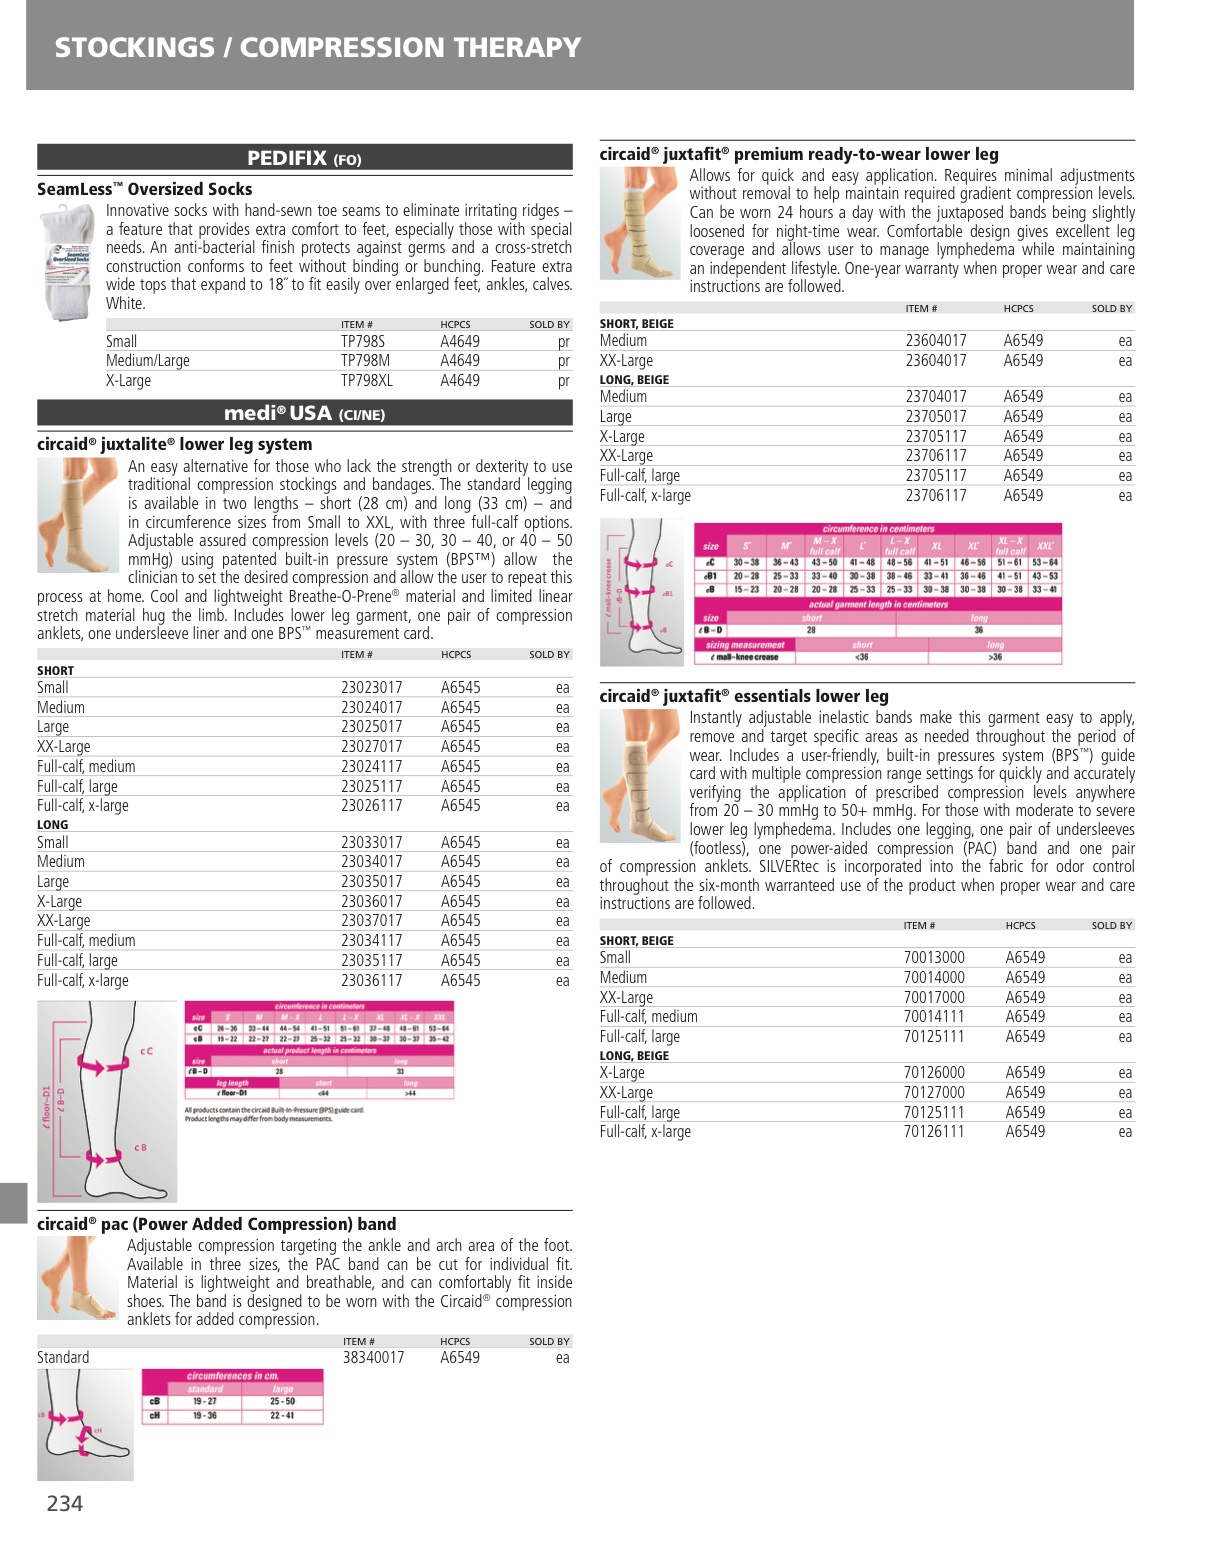 STOCKINGS / COMPRESSION THERAPY
PEDIFIX (FO)
SeamLess™ Oversized Socks
Innovative socks with hand-sewn toe seams to eliminate irritating ridges –
a feature that provides extra comfort to feet, especially those with special
needs. An anti-bacterial finish protects against germs and a cross-stretch
construction conforms to feet without binding or bunching. Feature extra
wide tops that expand to 18˝ to fit easily over enlarged feet, ankles, calves.
White.
ITEM # HCPCS SOLD BY
Small TP798S A4649 pr
Medium/Large TP798M A4649 pr
X-Large TP798XL A4649 pr
medi® USA (CI/NE)
circaid® juxtalite® lower leg system
An easy alternative for those who lack the strength or dexterity to use
traditional compression stockings and bandages. The standard legging
is available in two lengths – short (28 cm) and long (33 cm) – and
in circumference sizes from Small to XXL, with three full-calf options.
Adjustable assured compression levels (20 – 30, 30 – 40, or 40 – 50
mmHg) using patented built-in pressure system (BPS™) allow the
clinician to set the desired compression and allow the user to repeat this
process at home. Cool and lightweight Breathe-O-Prene® material and limited linear
stretch material hug the limb. Includes lower leg garment, one pair of compression
anklets, one undersleeve liner and one BPS™ measurement card.
ITEM # HCPCS SOLD BY
SHORT
Small 23023017 A6545 ea
Medium 23024017 A6545 ea
Large 23025017 A6545 ea
XX-Large 23027017 A6545 ea
Full-calf, medium 23024117 A6545 ea
Full-calf, large 23025117 A6545 ea
Full-calf, x-large 23026117 A6545 ea
LONG
Small 23033017 A6545 ea
Medium 23034017 A6545 ea
Large 23035017 A6545 ea
X-Large 23036017 A6545 ea
XX-Large 23037017 A6545 ea
Full-calf, medium 23034117 A6545 ea
Full-calf, large 23035117 A6545 ea
Full-calf, x-large 23036117 A6545 ea
ℓ floor–D1
ℓ B–D
cC
cB
circumference in centimeters
size S M M – X L L – X XL XL – X XXL
cC 26–36 33–44 44–54 41–51 51–61 37–48 48–61 53–64
cB 19–22 22–27 22–27 25–32 25–32 30–37 30–37 35–42
actual product length in centimeters
size short long
ℓ B – D 28 33
leg length short long
ℓ floor–D1 <44 >44
All products contain the circaid Built-In-Pressure (BPS) guide card.
Product lengths may differ from body measurements.
circaid® pac (Power Added Compression) band
Adjustable compression targeting the ankle and arch area of the foot.
Available in three sizes, the PAC band can be cut for individual fit.
Material is lightweight and breathable, and can comfortably fit inside
shoes. The band is designed to be worn with the Circaid® compression
anklets for added compression.
ITEM # HCPCS SOLD BY
Standard 38340017 A6549 ea
cB
cH
circumferences in cm.
standard large
cB 19 - 27 25 - 50
cH 19 - 36 22 - 41
234
circaid® juxtafit® premium ready-to-wear lower leg
Allows for quick and easy application. Requires minimal adjustments
without removal to help maintain required gradient compression levels.
Can be worn 24 hours a day with the juxtaposed bands being slightly
loosened for night-time wear. Comfortable design gives excellent leg
coverage and allows user to manage lymphedema while maintaining
an independent lifestyle. One-year warranty when proper wear and care
instructions are followed.
ITEM # HCPCS SOLD BY
SHORT, BEIGE
Medium 23604017 A6549 ea
XX-Large 23604017 A6549 ea
LONG, BEIGE
Medium 23704017 A6549 ea
Large 23705017 A6549 ea
X-Large 23705117 A6549 ea
XX-Large 23706117 A6549 ea
Full-calf, large 23705117 A6549 ea
Full-calf, x-large 23706117 A6549 ea
ℓ mall–knee crease
ℓB–D
cC
cB1
cB
circumference in centimeters
size S* M* M – X full calf L* L – X full calf XL XL* XL – X full calf XXL*
cC 30–38 36–43 43–50 41–48 48–56 41–51 46–56 51–61 53–64
cB1 20–28 25–33 33–40 30–38 38–46 33–41 36–46 41–51 43–53
cB 15–23 20–28 20–28 25–33 25–33 30–38 30–38 30–38 33–41
actual garment length in centimeters
size short long
ℓ B – D 28 36
sizing measurement short long
ℓ mall–knee crease <36 >36
circaid® juxtafit® essentials lower leg
Instantly adjustable inelastic bands make this garment easy to apply,
remove and target specific areas as needed throughout the period of
wear. Includes a user-friendly, built-in pressures system (BPS™) guide
card with multiple compression range settings for quickly and accurately
verifying the application of prescribed compression levels anywhere
from 20 – 30 mmHg to 50+ mmHg. For those with moderate to severe
lower leg lymphedema. Includes one legging, one pair of undersleeves
(footless), one power-aided compression (PAC) band and one pair
of compression anklets. SILVERtec is incorporated into the fabric for odor control
throughout the six-month warranteed use of the product when proper wear and care
instructions are followed.
ITEM # HCPCS SOLD BY
SHORT, BEIGE
Small 70013000 A6549 ea
Medium 70014000 A6549 ea
XX-Large 70017000 A6549 ea
Full-calf, medium 70014111 A6549 ea
Full-calf, large 70125111 A6549 ea
LONG, BEIGE
X-Large 70126000 A6549 ea
XX-Large 70127000 A6549 ea
Full-calf, large 70125111 A6549 ea
Full-calf, x-large 70126111 A6549 ea